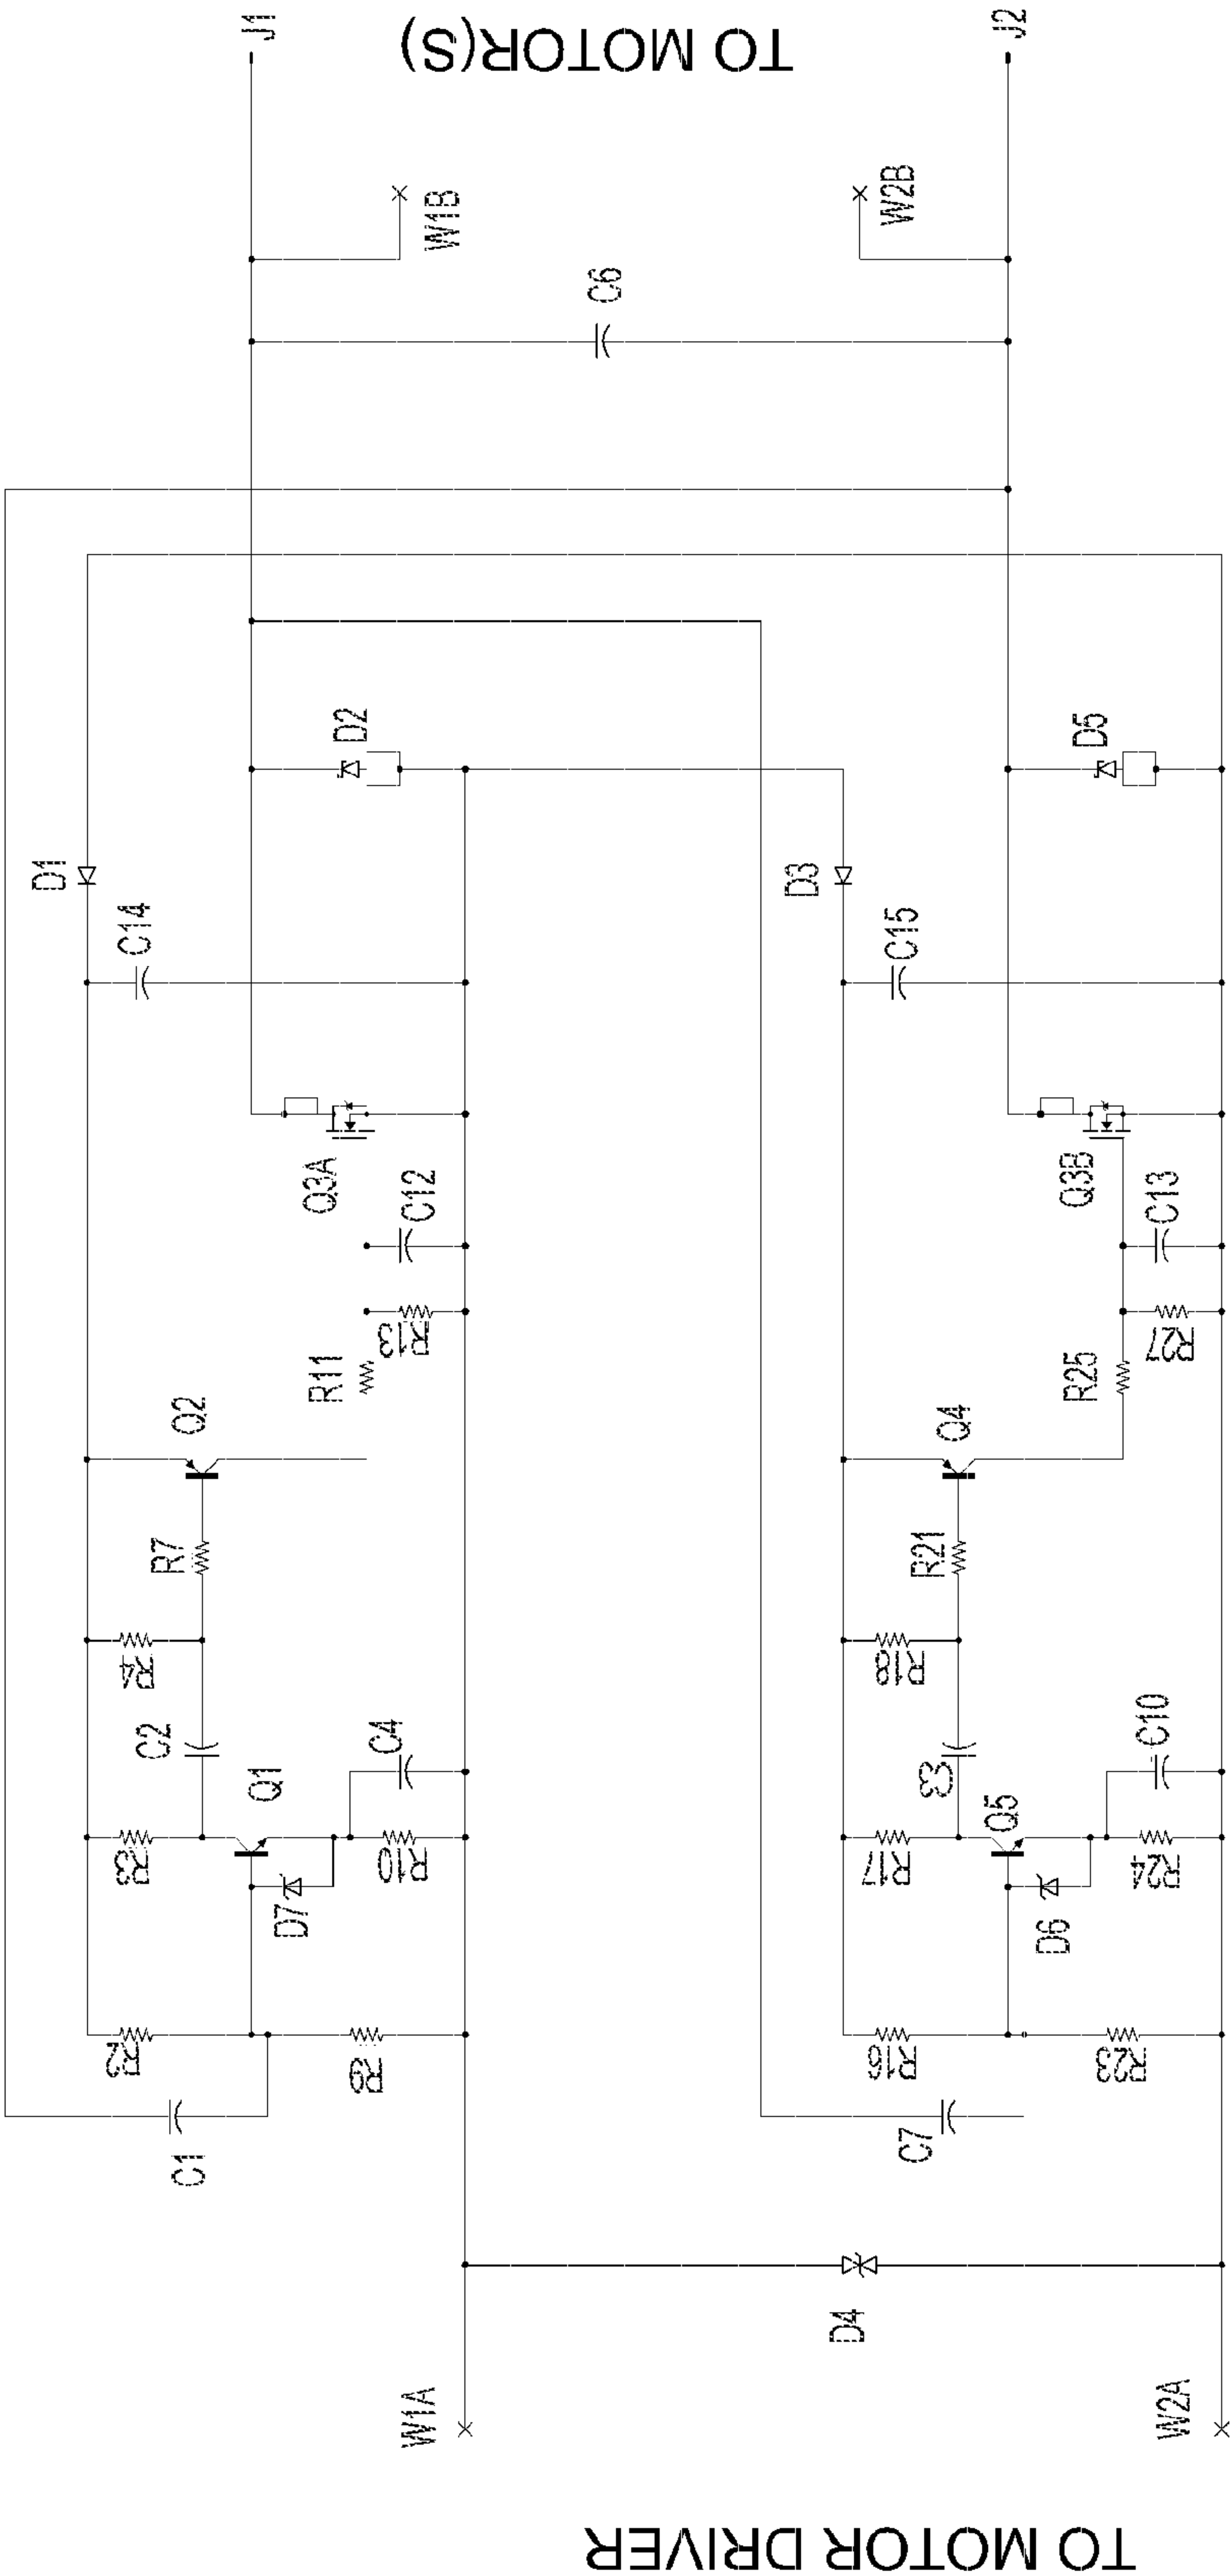 J1
TO MOTOR(S)
J2
W1B
W2B
C6
D2
D5
D1
D3
C14
C15
Q3A
Q3B
C12
C13
R13
R27
R11
R25
Q2
Q4
R7
R21
R4
R18
C2
C4
C3
C10
Q1
Q5
R3
R10
R17
R24
D7
D6
R2
R9
R16
R23
C1
C7
D4
W1A
W2A
TO MOTOR DRIVER